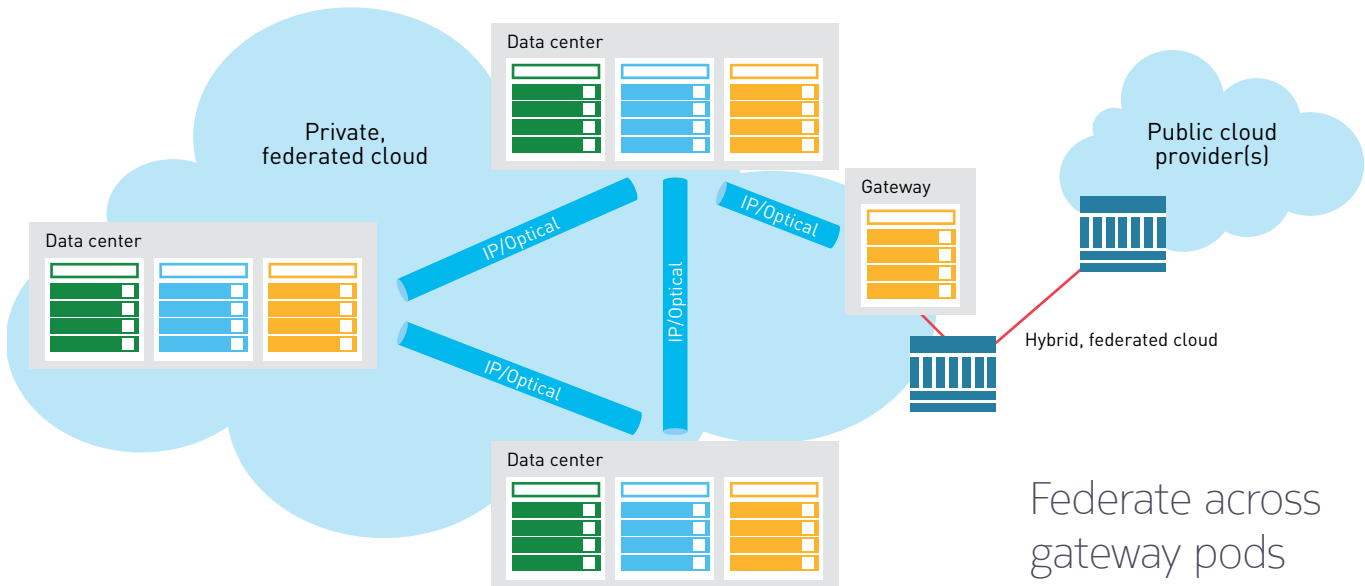 Data center
Private,
federated cloud
Public cloud
provider(s)
Gateway
IP/Optical
IP/Optical
Data center
IP/Optical
IP/Optical
Hybrid, federated cloud
Data center
Federate across
gateway pods